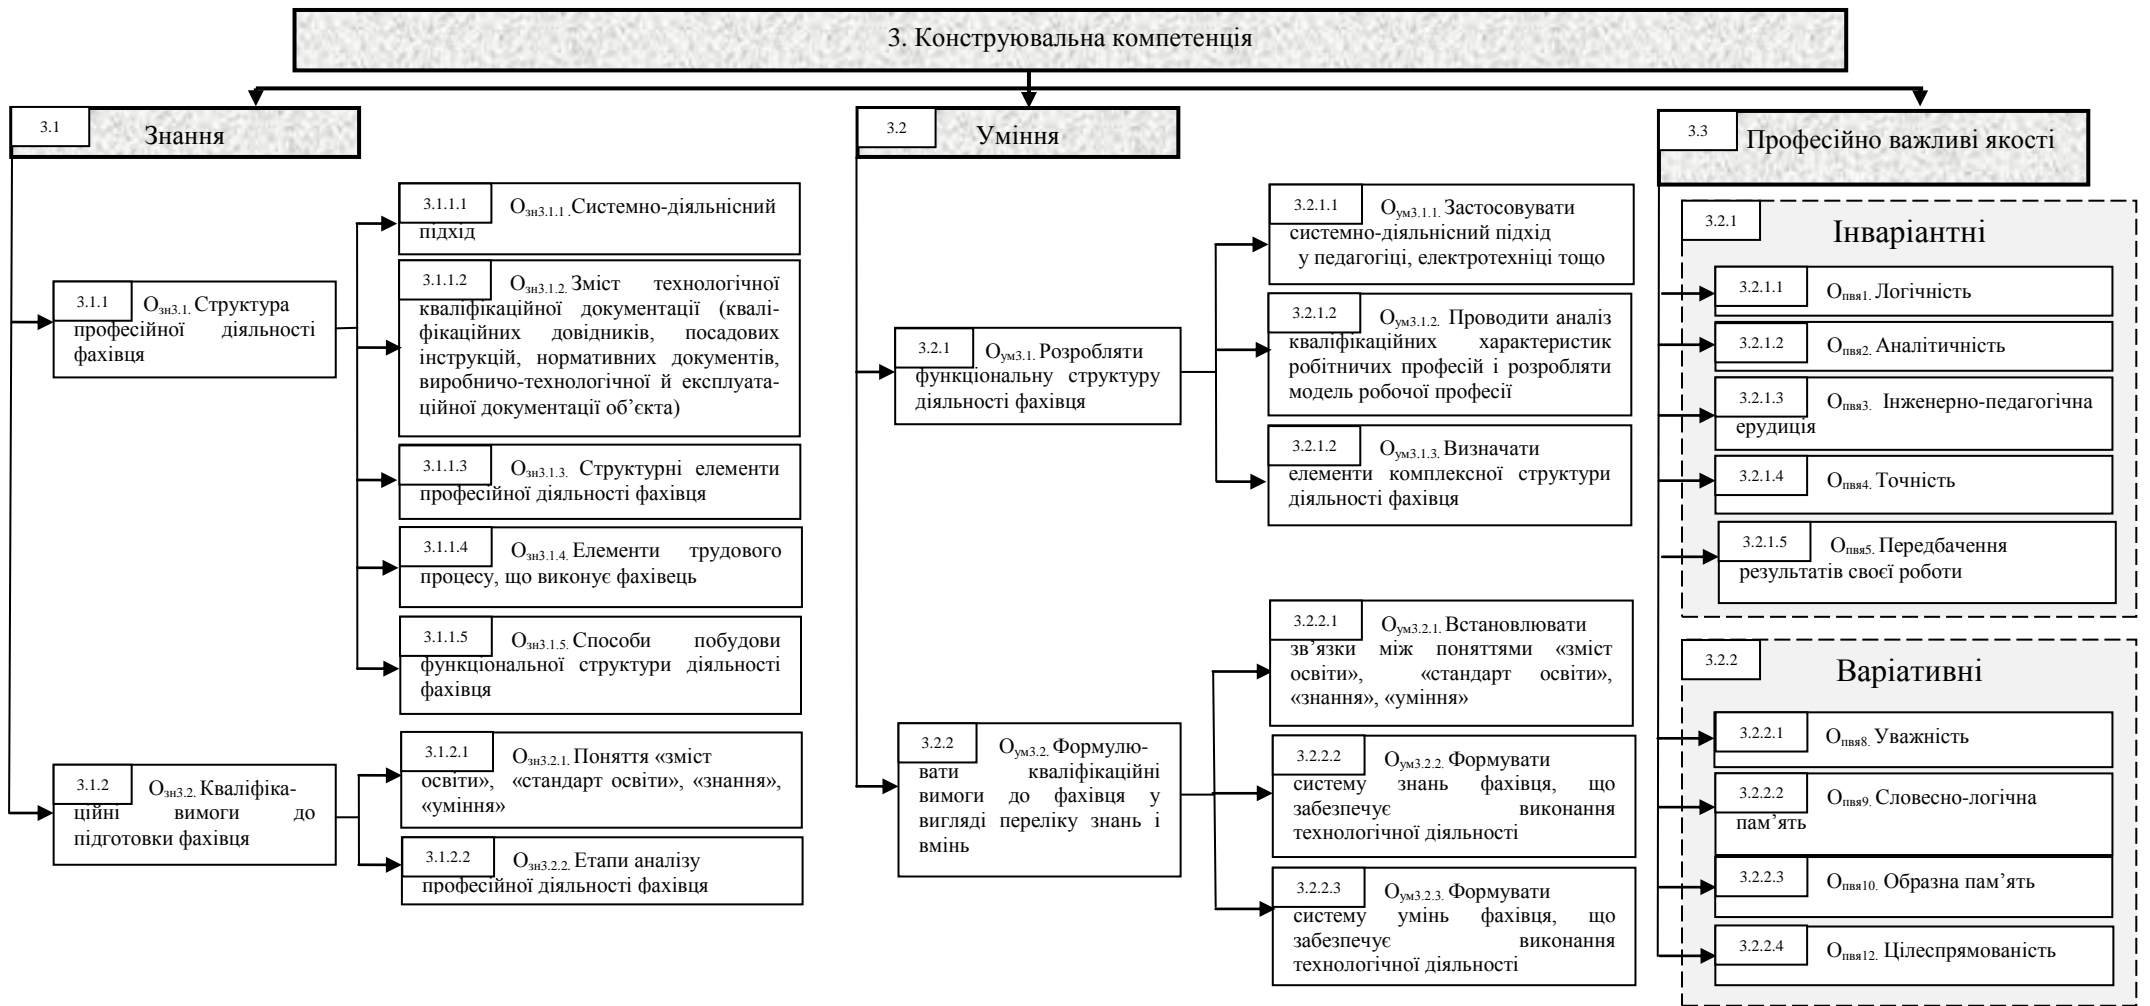 3. Конструювальна компетенція
3.1
Знання
3.1.1
Озн3.1. Структура
професійної діяльності
фахівця
3.1.1.1
Озн3.1.1 .Системно-діяльнісний
підхід
3.1.1.2
Озн3.1.2. Зміст технологічної
кваліфікаційної документації (квалі-
фікаційних довідників, посадових
інструкцій, нормативних документів,
виробничо-технологічної й експлуата-
ційної документації об’єкта)
3.1.1.3
Озн3.1.3. Структурні елементи
професійної діяльності фахівця
3.1.1.4
Озн3.1.4. Елементи трудового
процесу, що виконує фахівець
3.1.1.5
Озн3.1.5. Способи побудови
функціональної структури діяльності
фахівця
3.1.2
Озн3.2. Кваліфіка-
ційні вимоги до
підготовки фахівця
3.1.2.1
Озн3.2.1. Поняття «зміст
освіти», «стандарт освіти», «знання»,
«уміння»
3.1.2.2
Озн3.2.2. Етапи аналізу
професійної діяльності фахівця
3.2
Уміння
3.2.1
Оум3.1. Розробляти
функціональну структуру
діяльності фахівця
3.2.1.1
Оум3.1.1. Застосовувати
системно-діяльнісний підхід
у педагогіці, електротехніці тощо
3.2.1.2
Оум3.1.2. Проводити аналіз
кваліфікаційних характеристик
робітничих професій і розробляти
модель робочої професії
3.2.1.2
Оум3.1.3. Визначати
елементи комплексної структури
діяльності фахівця
3.2.2
Оум3.2. Формулю-
вати кваліфікаційні
вимоги до фахівця у
вигляді переліку знань і
вмінь
3.2.2.1
Оум3.2.1. Встановлювати
зв’язки між поняттями «зміст
освіти», «стандарт освіти»,
«знання», «уміння»
3.2.2.2
Оум3.2.2. Формувати
систему знань фахівця, що
забезпечує виконання
технологічної діяльності
3.2.2.3
Оум3.2.3. Формувати
систему умінь фахівця, що
забезпечує виконання
технологічної діяльності
3.3
Професійно важливі якості
3.2.1
Інваріантні
3.2.1.1
Опвя1. Логічність
3.2.1.2
Опвя2. Аналітичність
3.2.1.3
Опвя3. Інженерно-педагогічна
ерудиція
3.2.1.4
Опвя4. Точність
3.2.1.5
Опвя5. Передбачення
результатів своєї роботи
3.2.2
Варіативні
3.2.2.1
Опвя8. Уважність
3.2.2.2
Опвя9. Словесно-логічна
пам’ять
3.2.2.3
Опвя10. Образна пам’ять
3.2.2.4
Опвя12. Цілеспрямованість